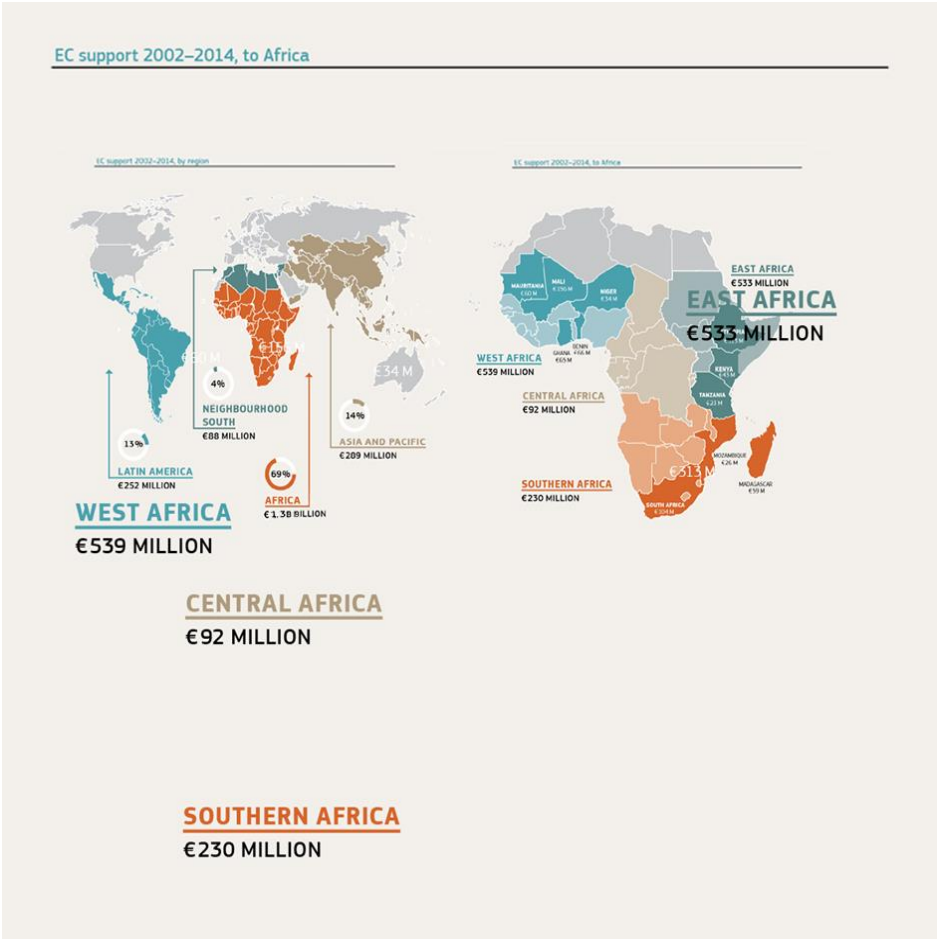 EC support 2002–2014, to Africa
EC support 2002–2014, by region
EC support 2002–2014, to Africa
13%
LATIN AMERICA
€252 MILLION
4%
NEIGHBOURHOOD
SOUTH
€88 MILLION
69%
AFRICA
€1.38 BILLION
14%
ASIA AND PACIFIC
€289 MILLION
€34 M
MAURITANIA
€60 M
MALI
NIGER
€34 M
GHANA
BENIN
WEST AFRICA
€539 MILLION
EAST AFRICA
€533 MILLION
EAST AFRICA
€533 MILLION
KENYA
TANZANIA
CENTRAL AFRICA
€92 MILLION
SOUTHERN AFRICA
€230 MILLION
€313 M
MOZAMBIQUE
€26 M
MADAGASCAR
SOUTH AFRICA
WEST AFRICA
€539 MILLION
CENTRAL AFRICA
€92 MILLION
SOUTHERN AFRICA
€230 MILLION